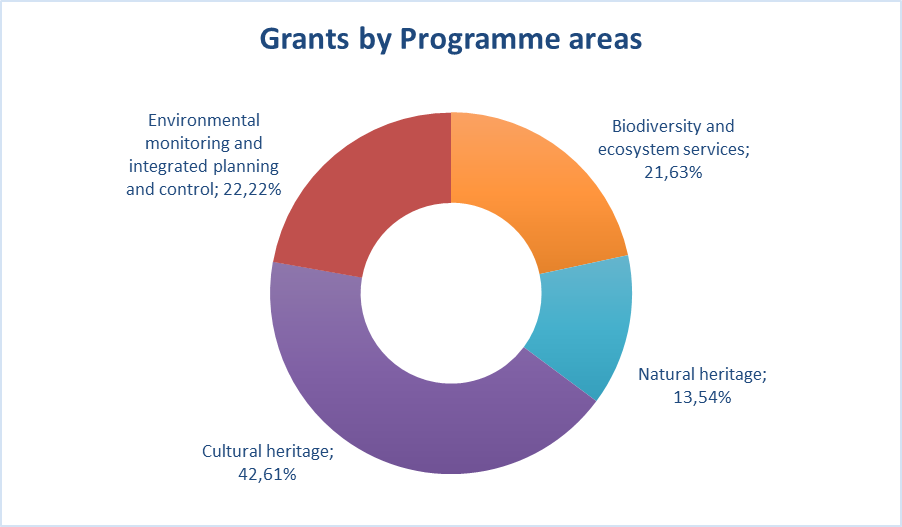 Grants by Programme areas
Environmental
monitoring and
integrated planning
and control; 22,22%
Biodiversity and
ecosystem services;
21,63%
Natural heritage;
13,54%
Cultural heritage;
42,61%